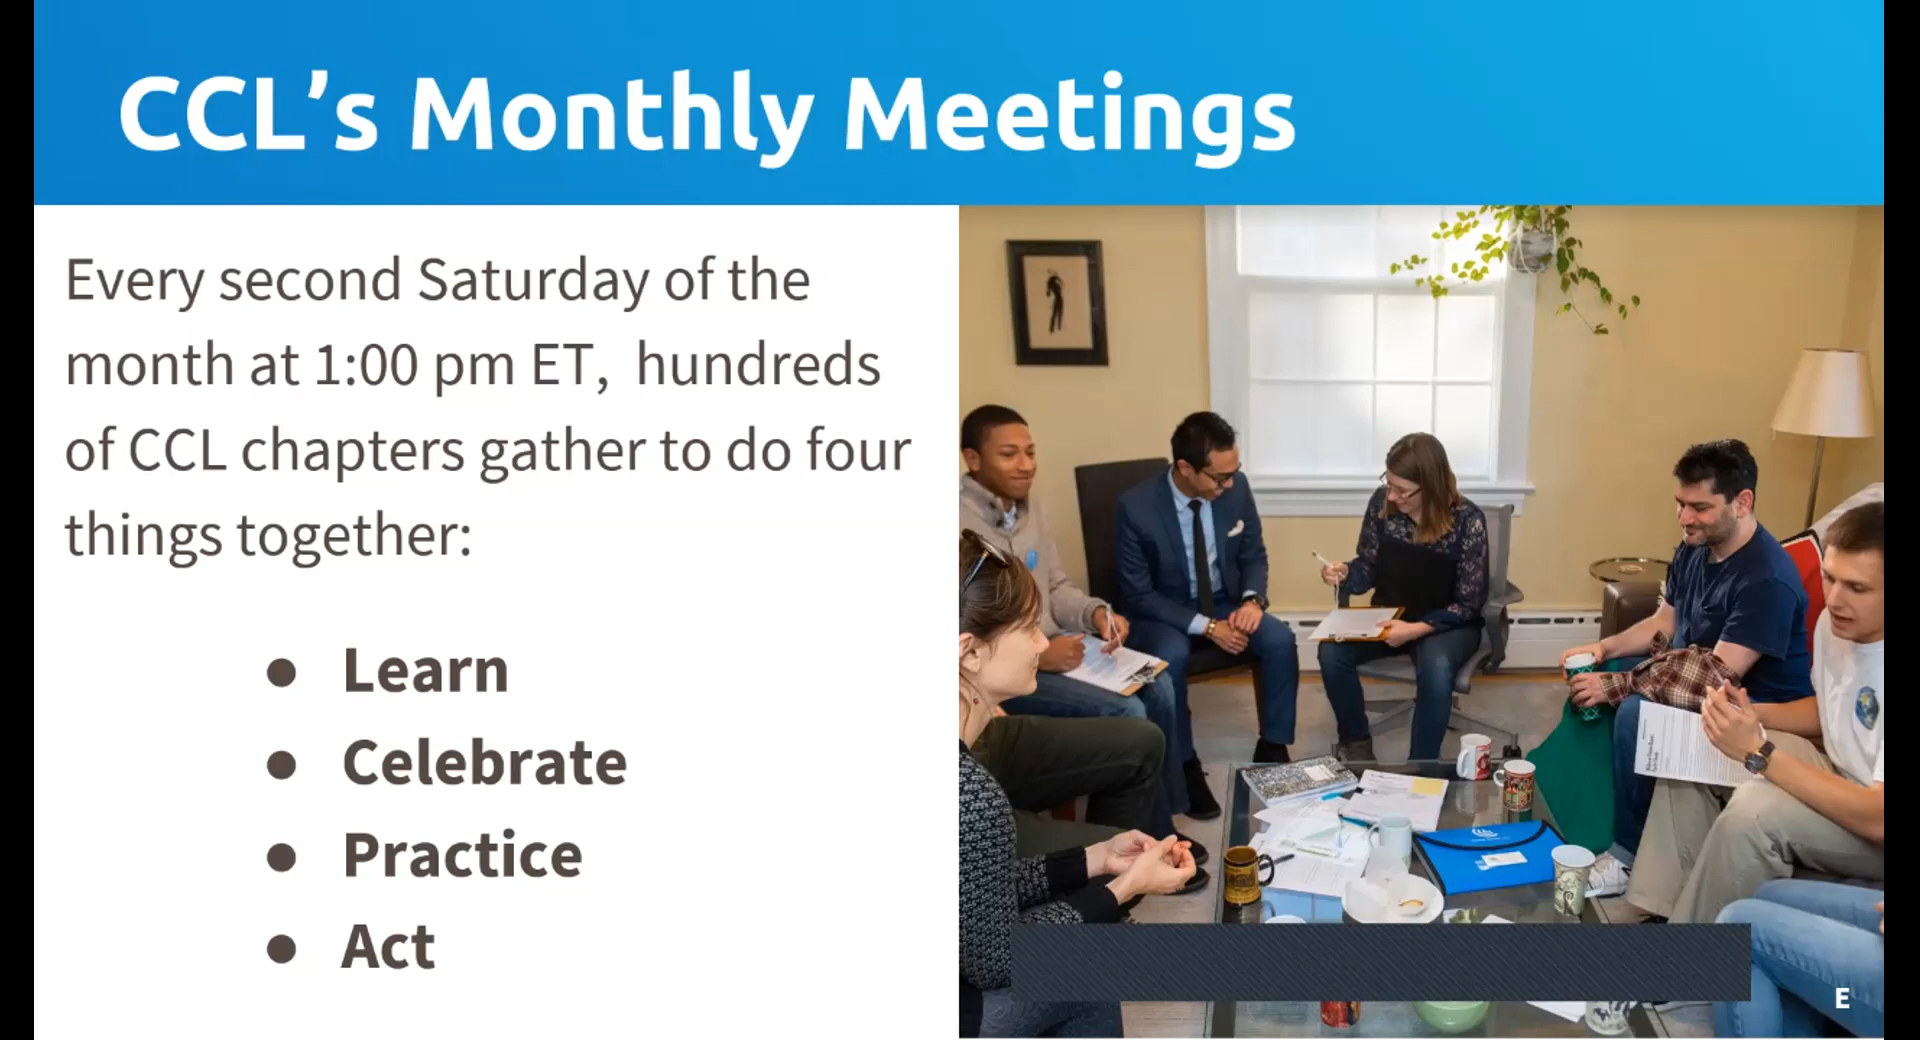 CCL’s Monthly Meetings
Every second Saturday of the
month at 1:00 pm ET,  hundreds
of CCL chapters gather to do four
things together:
● Learn
● Celebrate
● Practice
● Act
E